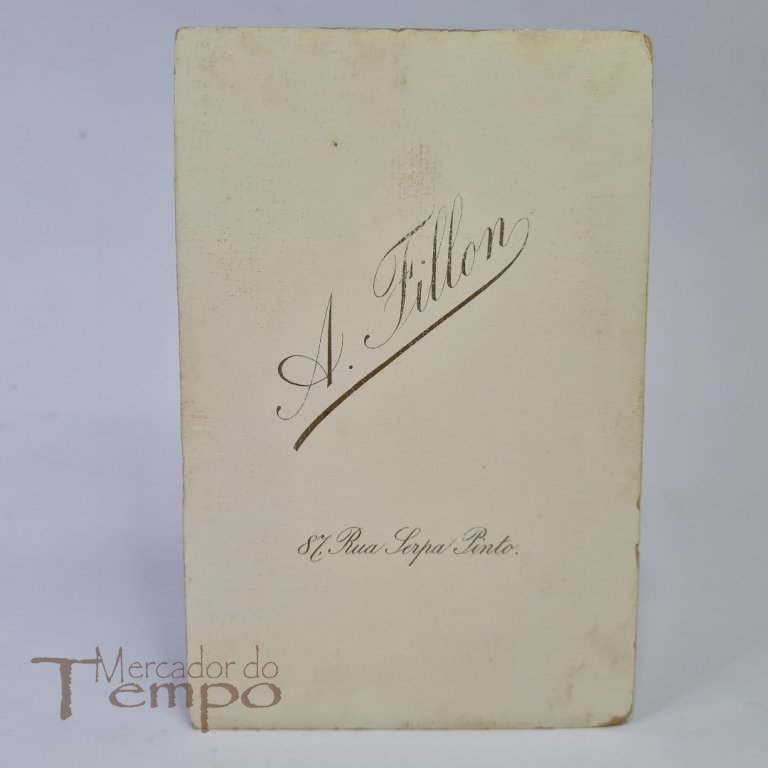 A. Fillon
87, Rua Serpa Pinto.
Mercador do
Tempo